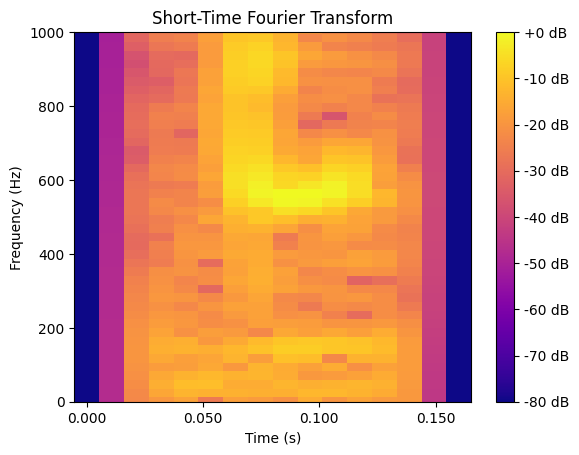 Short-Time Fourier Transform
1000
800
600
400
200
0
Frequency (Hz)
0.000
0.050
0.100
0.150
Time (s)
+0 dB
-10 dB
-20 dB
-30 dB
-40 dB
-50 dB
-60 dB
-70 dB
-80 dB